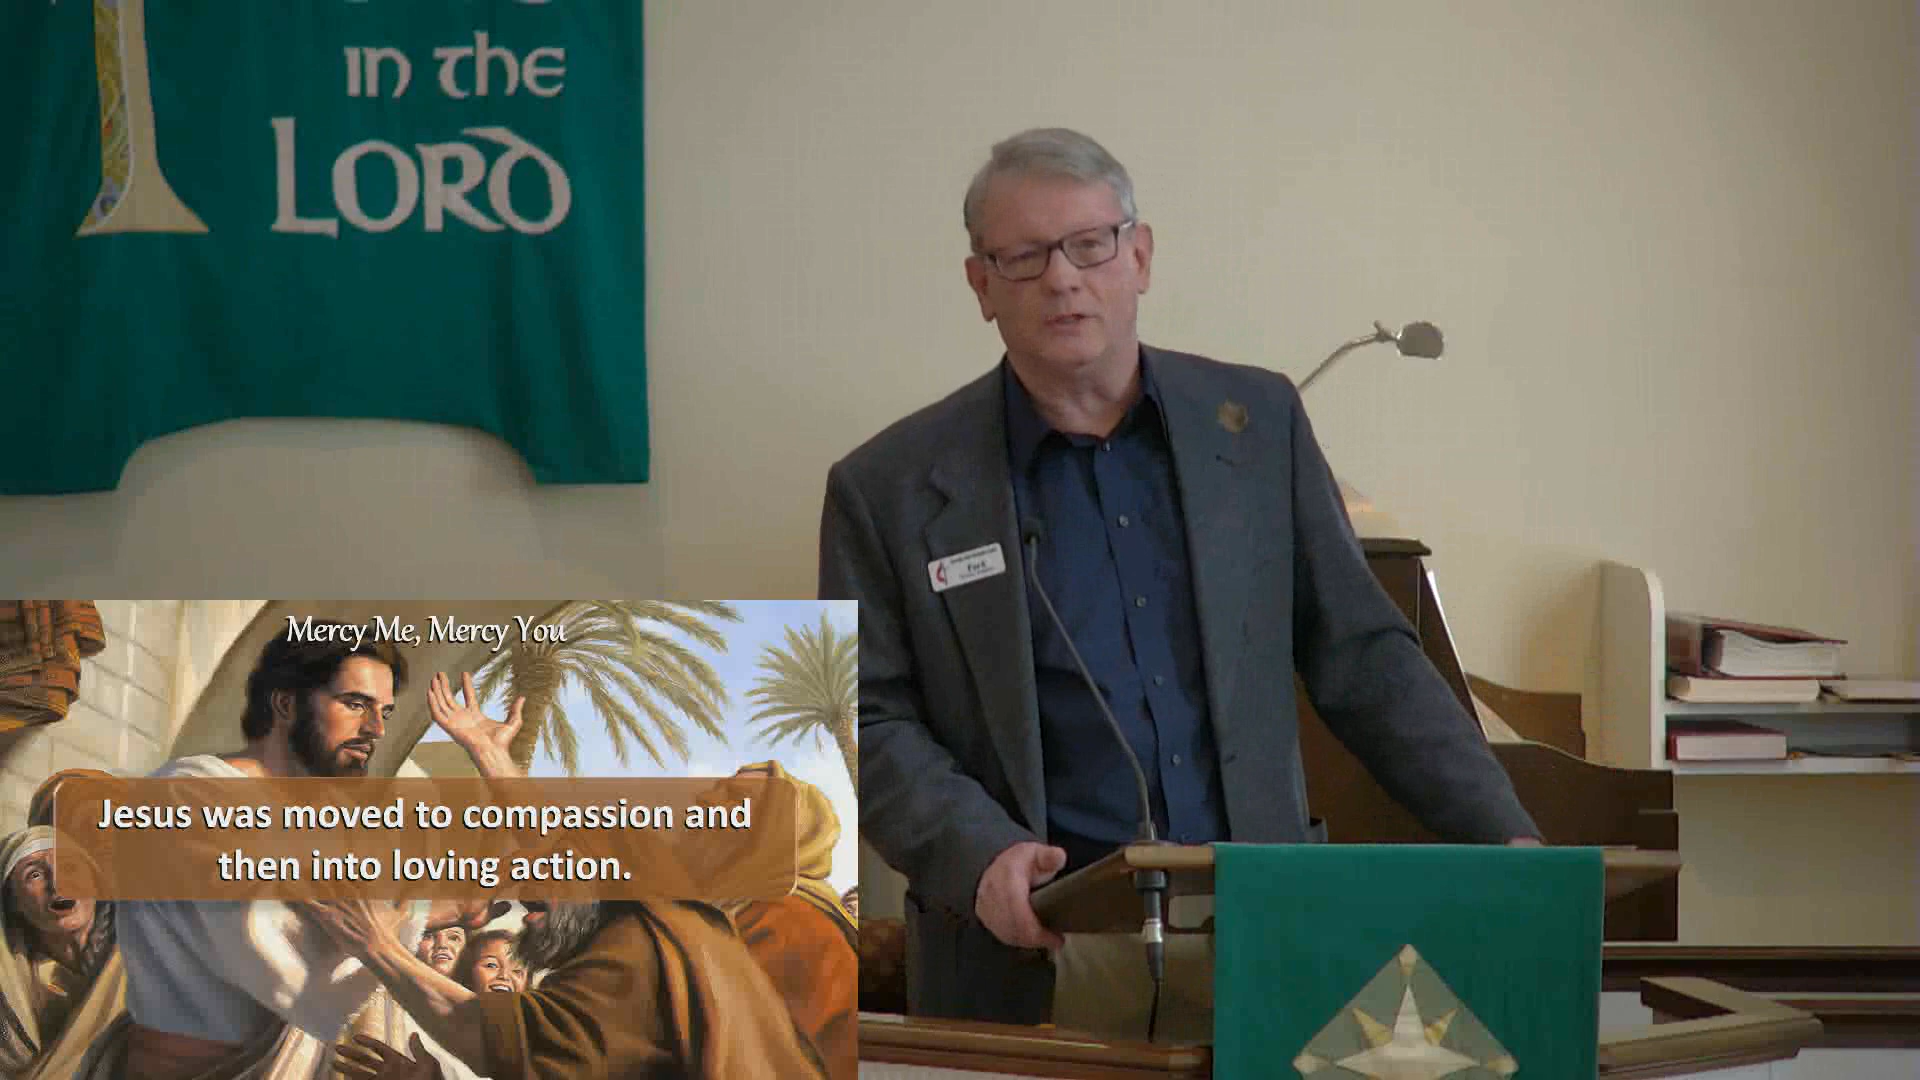 in the
LORD
Mercy Me, Mercy You
Jesus was moved to compassion and
then into loving action.